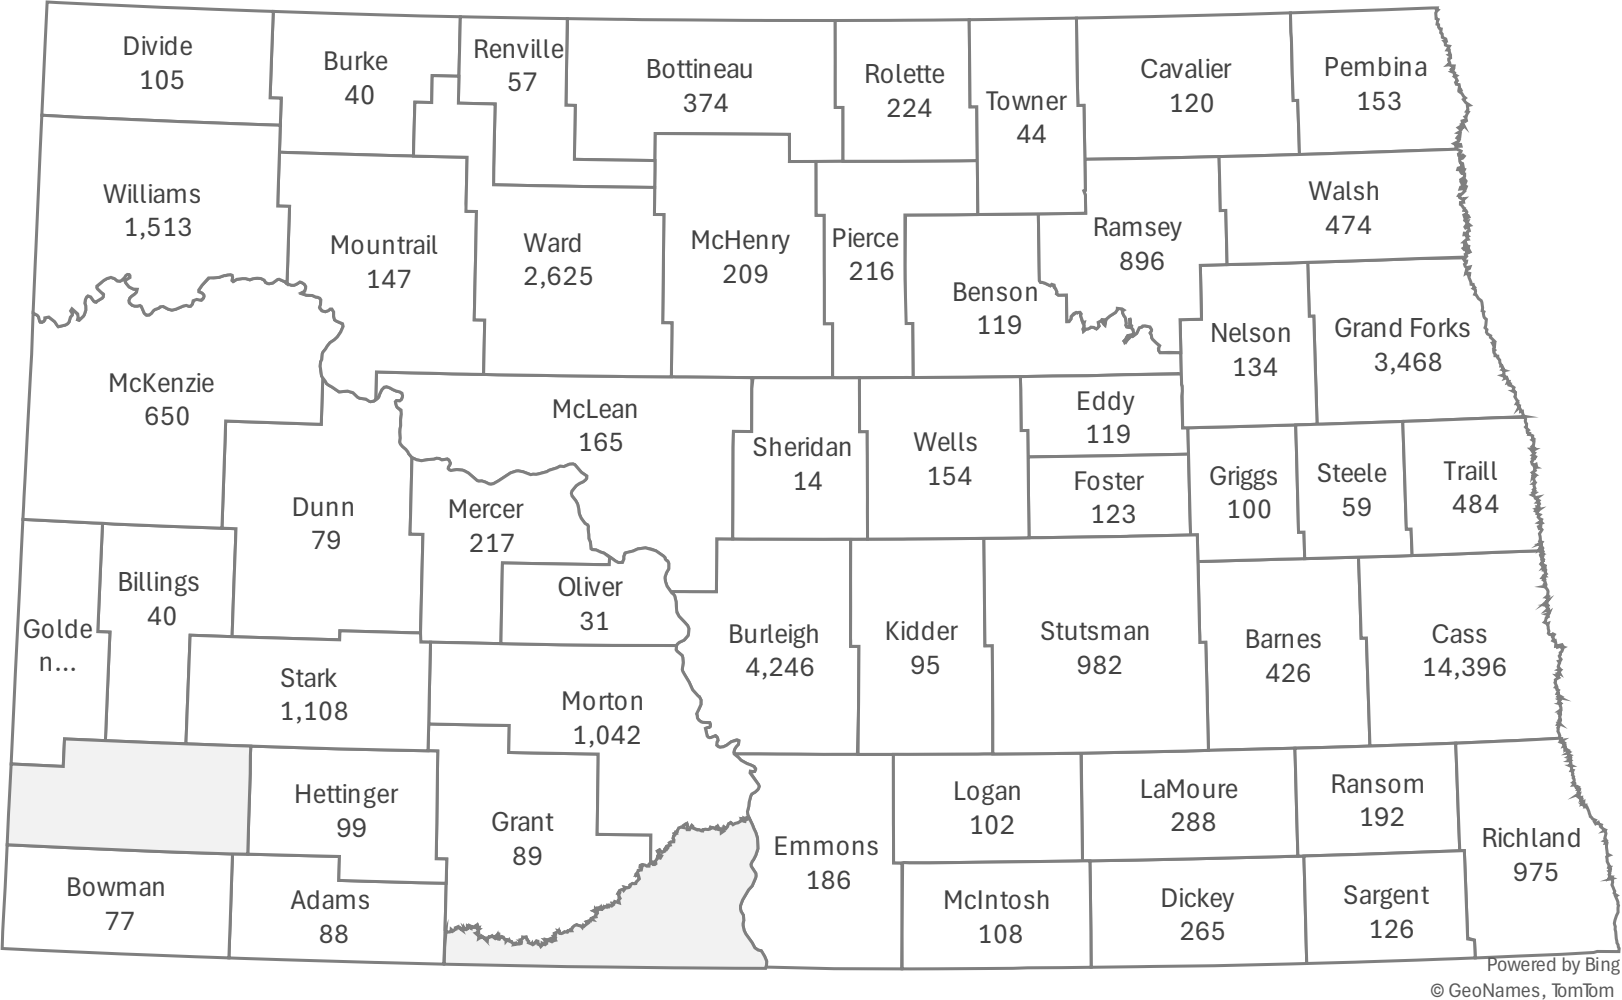 Divide
105
Burke
40
Renville
57
Bottineau
374
Rolette
224
Towner
44
Cavalier
120
Pembina
153
Williams
1,513
Mountrail
147
Ward
2,625
McHenry
209
Pierce
216
Benson
119
Ramsey
896
Walsh
474
Nelson
134
Grand Forks
3,468
McKenzie
650
McLean
165
Sheridan
14
Wells
154
Eddy
119
Foster
123
Griggs
100
Steele
59
Traill
484
Dunn
79
Mercer
217
Oliver
31
Golde
n...
Billings
40
Stark
1,108
Morton
1,042
Burleigh
4,246
Kidder
95
Stutsman
982
Barnes
426
Cass
14,396
Hettinger
99
Grant
89
Emmons
186
Logan
102
LaMoure
288
Ransom
192
Richland
975
Bowman
77
Adams
88
McIntosh
108
Dickey
265
Sargent
126
Powered by Bing
© GeoNames, TomTom